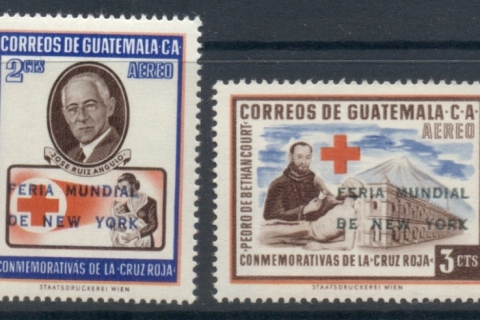 CORREOS DE GUATEMALA·C·A·
2CTS AEREO
JOSE RUIZ ANGULO
FERIA MUNDIAL
DE NEW YORK
CONMEMORATIVAS DE LA·CRUZ ROJA·
STAATSDRUCKEREI WIEN
CORREOS DE GUATEMALA·C·A·
AEREO
·PEDRO DE BETHANCOURT·
FERIA MUNDIAL
DE NEW YORK
CONMEMORATIVAS DE LA·CRUZ ROJA·
3 CTS
STAATSDRUCKEREI WIEN